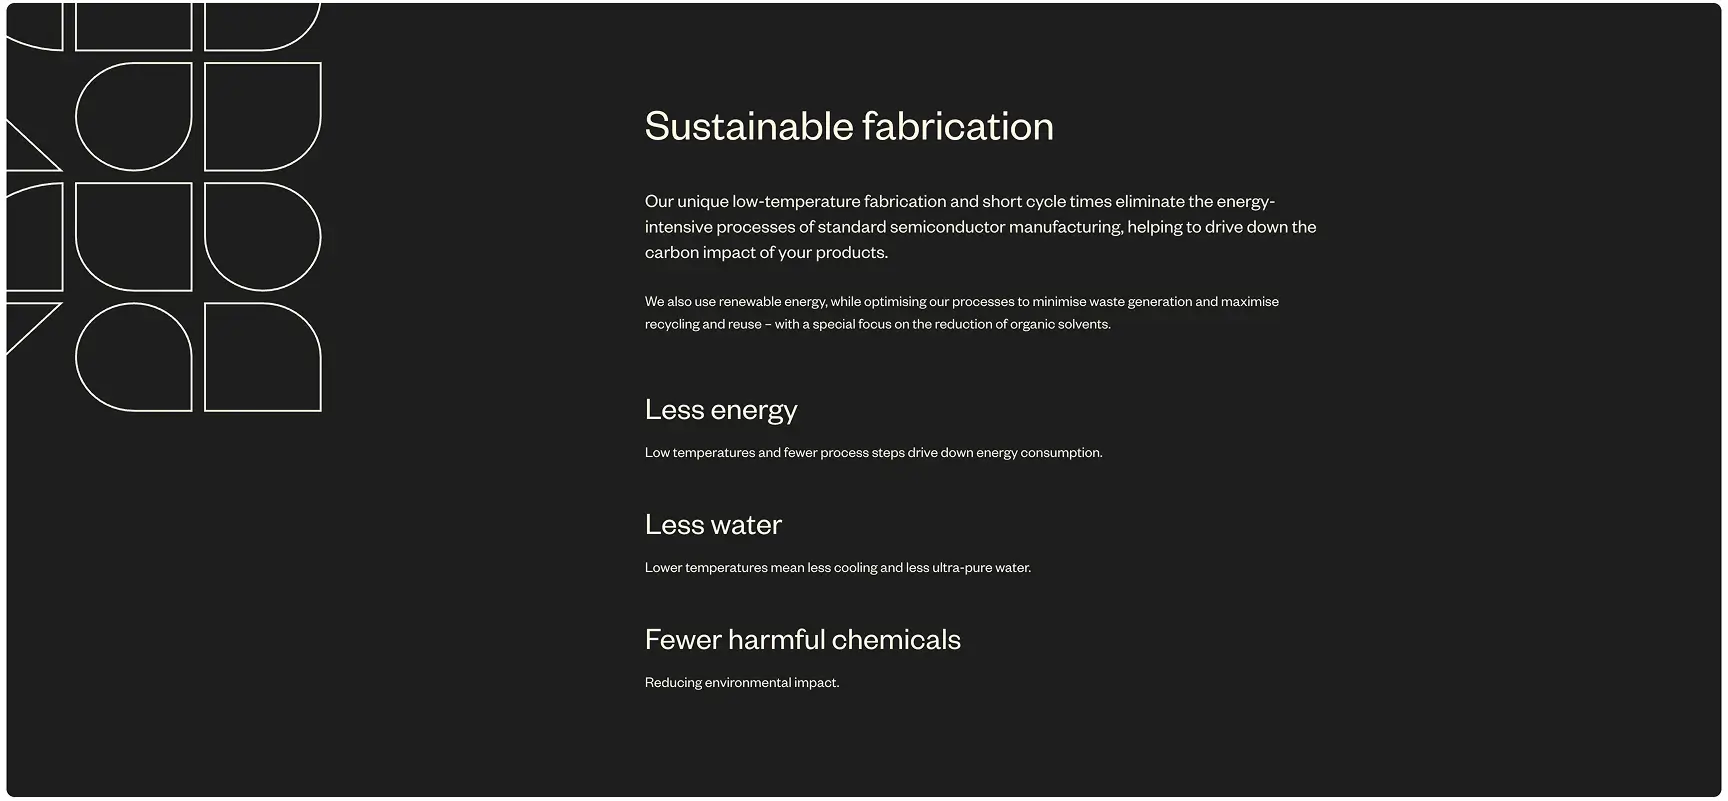 Sustainable fabrication
Our unique low-temperature fabrication and short cycle times eliminate the energy-
intensive processes of standard semiconductor manufacturing, helping to drive down the
carbon impact of your products.
We also use renewable energy, while optimising our processes to minimise waste generation and maximise
recycling and reuse – with a special focus on the reduction of organic solvents.
Less energy
Low temperatures and fewer process steps drive down energy consumption.
Less water
Lower temperatures mean less cooling and less ultra-pure water.
Fewer harmful chemicals
Reducing environmental impact.